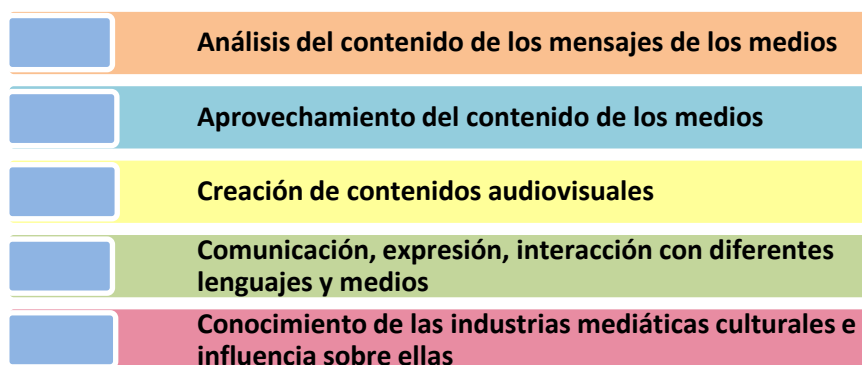 Análisis del contenido de los mensajes de los medios
Aprovechamiento del contenido de los medios
Creación de contenidos audiovisuales
Comunicación, expresión, interacción con diferentes
lenguajes y medios
Conocimiento de las industrias mediáticas culturales e
influencia sobre ellas